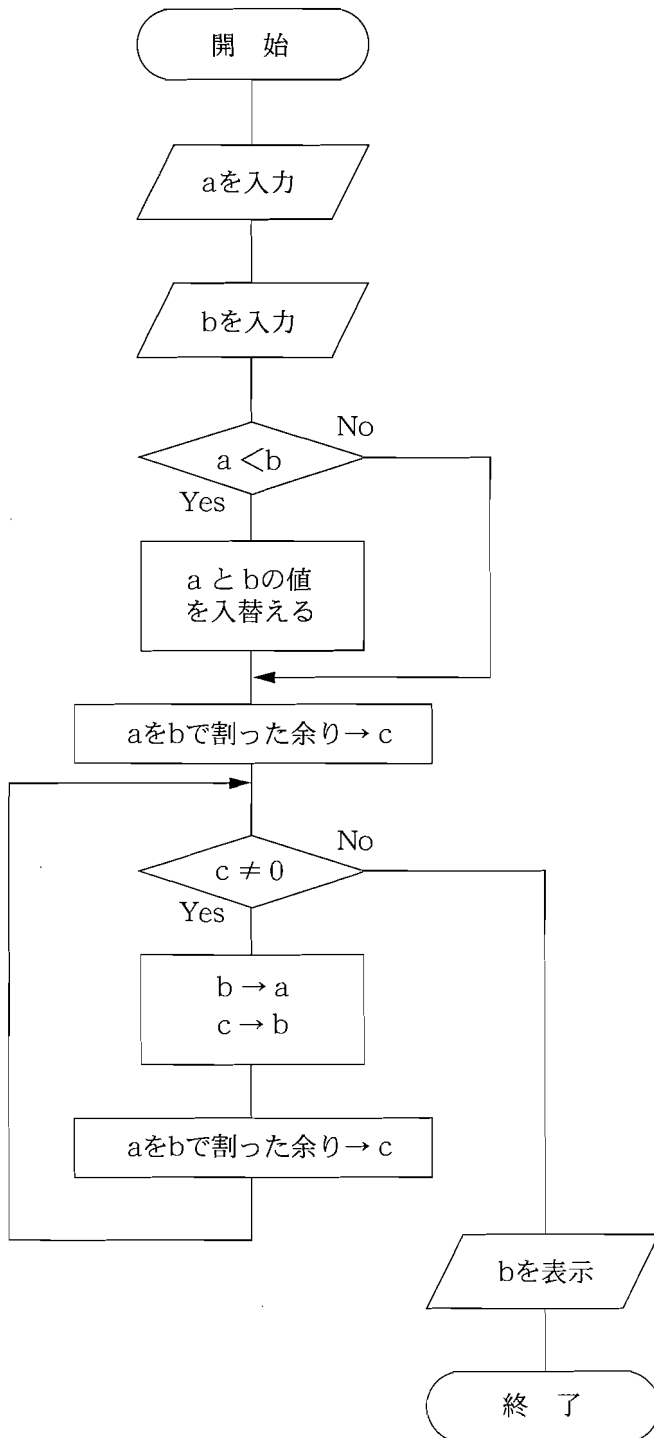 開 始
aを入力
bを入力
a<b
No
Yes
aとbの値
を入替える
aをbで割った余り→c
c≠0
No
Yes
b→a
c→b
aをbで割った余り→c
bを表示
終 了